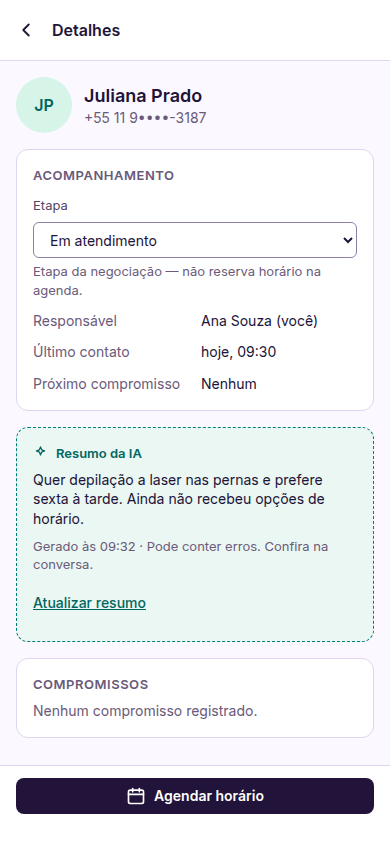 Detalhes
JP
Juliana Prado
+55 11 9••••-3187
ACOMPANHAMENTO
Etapa
Em atendimento
Etapa da negociação — não reserva horário na
agenda.
Responsável Ana Souza (você)
Último contato hoje, 09:30
Próximo compromisso Nenhum
Resumo da IA
Quer depilação a laser nas pernas e prefere
sexta à tarde. Ainda não recebeu opções de
horário.
Gerado às 09:32 · Pode conter erros. Confira na
conversa.
Atualizar resumo
COMPROMISSOS
Nenhum compromisso registrado.
Agendar horário